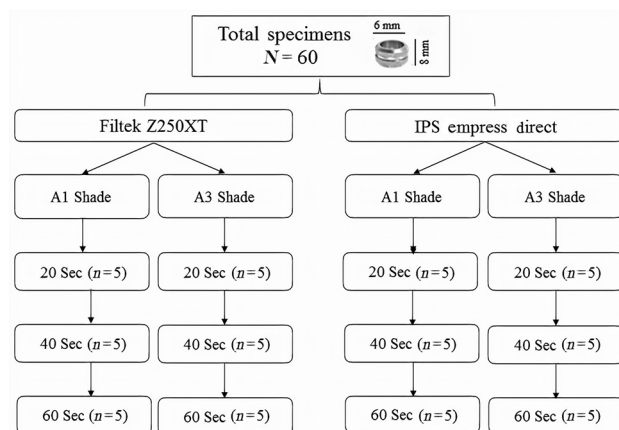 Total specimens
N = 60
6 mm
8 mm
Filtek Z250XT
IPS empress direct
A1 Shade
A3 Shade
A1 Shade
A3 Shade
20 Sec (n=5)
20 Sec (n=5)
20 Sec (n=5)
20 Sec (n=5)
40 Sec (n=5)
40 Sec (n=5)
40 Sec (n=5)
40 Sec (n=5)
60 Sec (n=5)
60 Sec (n=5)
60 Sec (n=5)
60 Sec (n=5)